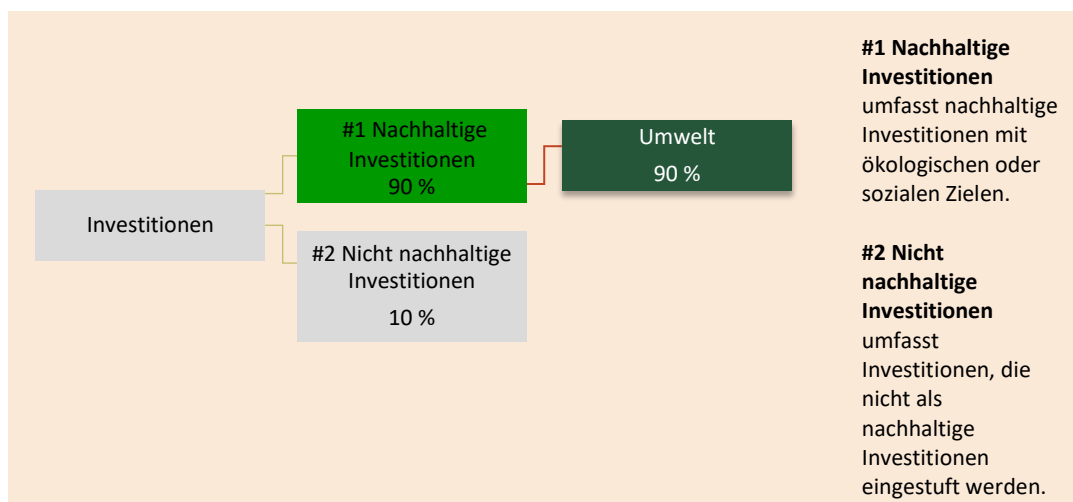 Investitionen
#1 Nachhaltige
Investitionen
90 %
Umwelt
90 %
#2 Nicht nachhaltige
Investitionen
10 %
#1 Nachhaltige
Investitionen
umfasst nachhaltige
Investitionen mit
ökologischen oder
sozialen Zielen.
#2 Nicht
nachhaltige
Investitionen
umfasst
Investitionen, die
nicht als
nachhaltige
Investitionen
eingestuft werden.